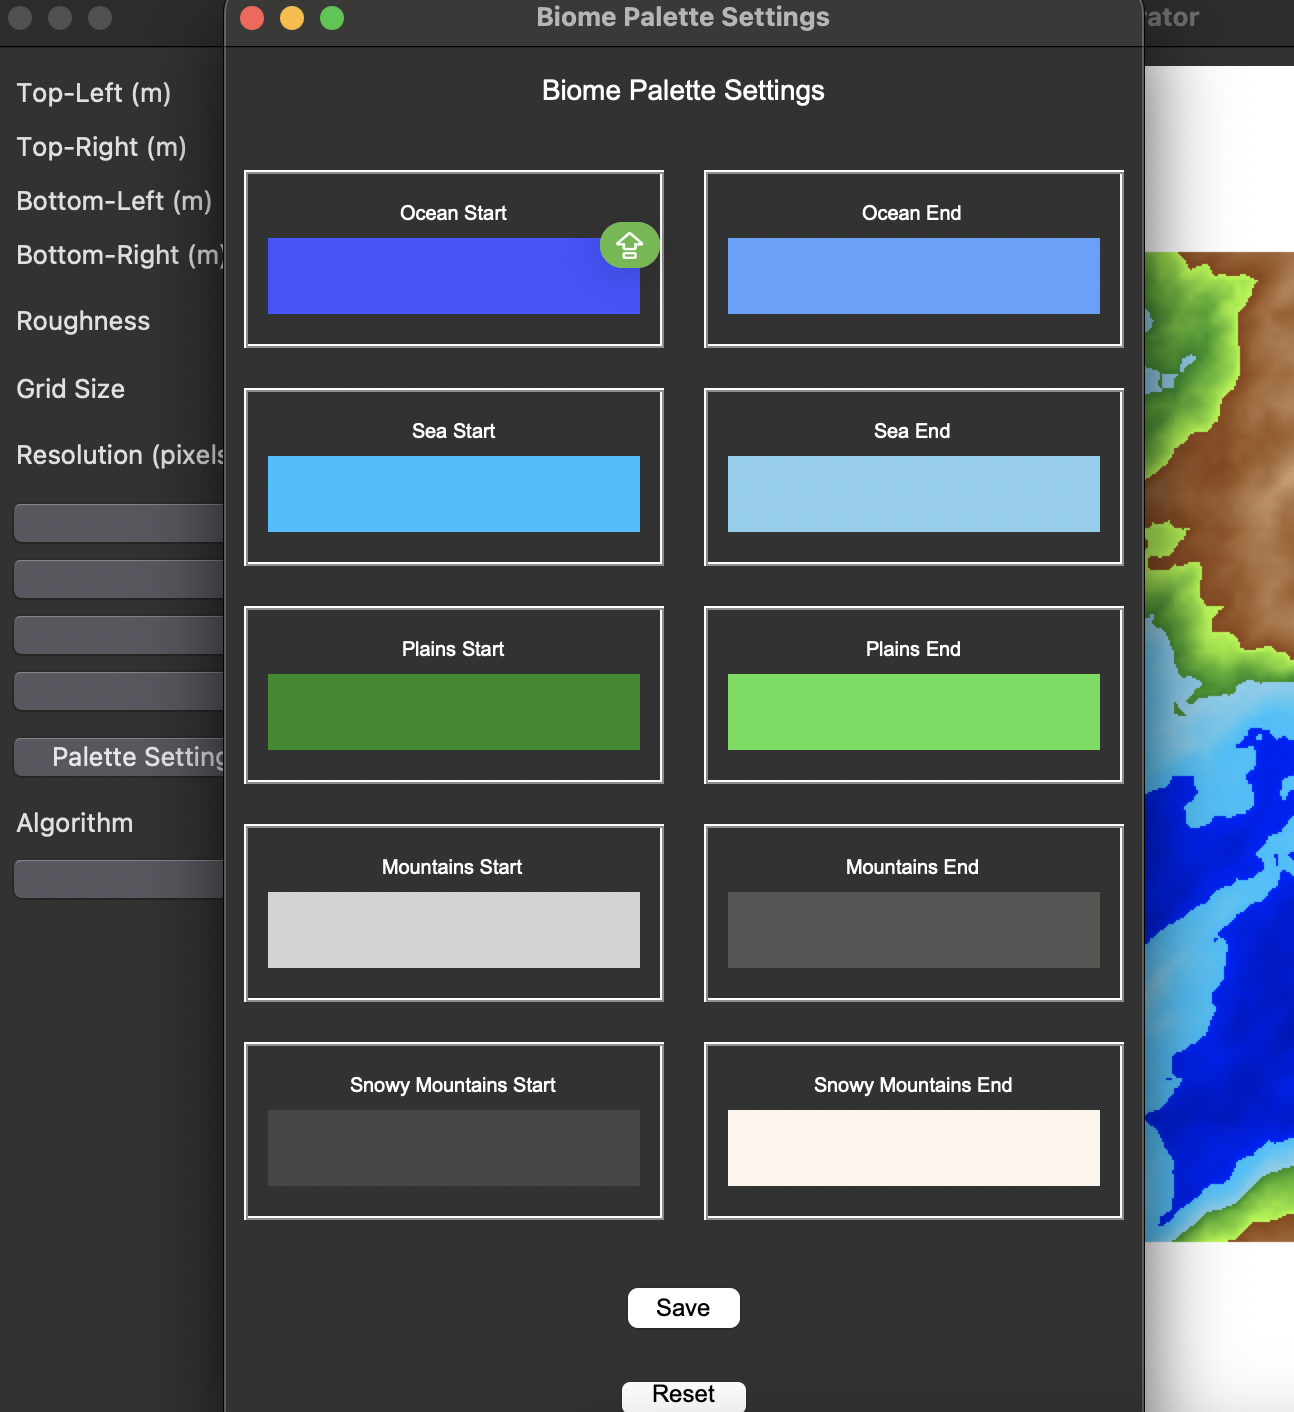 Biome Palette Settings
ator
Top-Left (m)
Top-Right (m)
Bottom-Left (m)
Bottom-Right (m)
Roughness
Grid Size
Resolution (pixels
Palette Setting
Algorithm
Biome Palette Settings
Ocean Start
Ocean End
Sea Start
Sea End
Plains Start
Plains End
Mountains Start
Mountains End
Snowy Mountains Start
Snowy Mountains End
Save
Reset